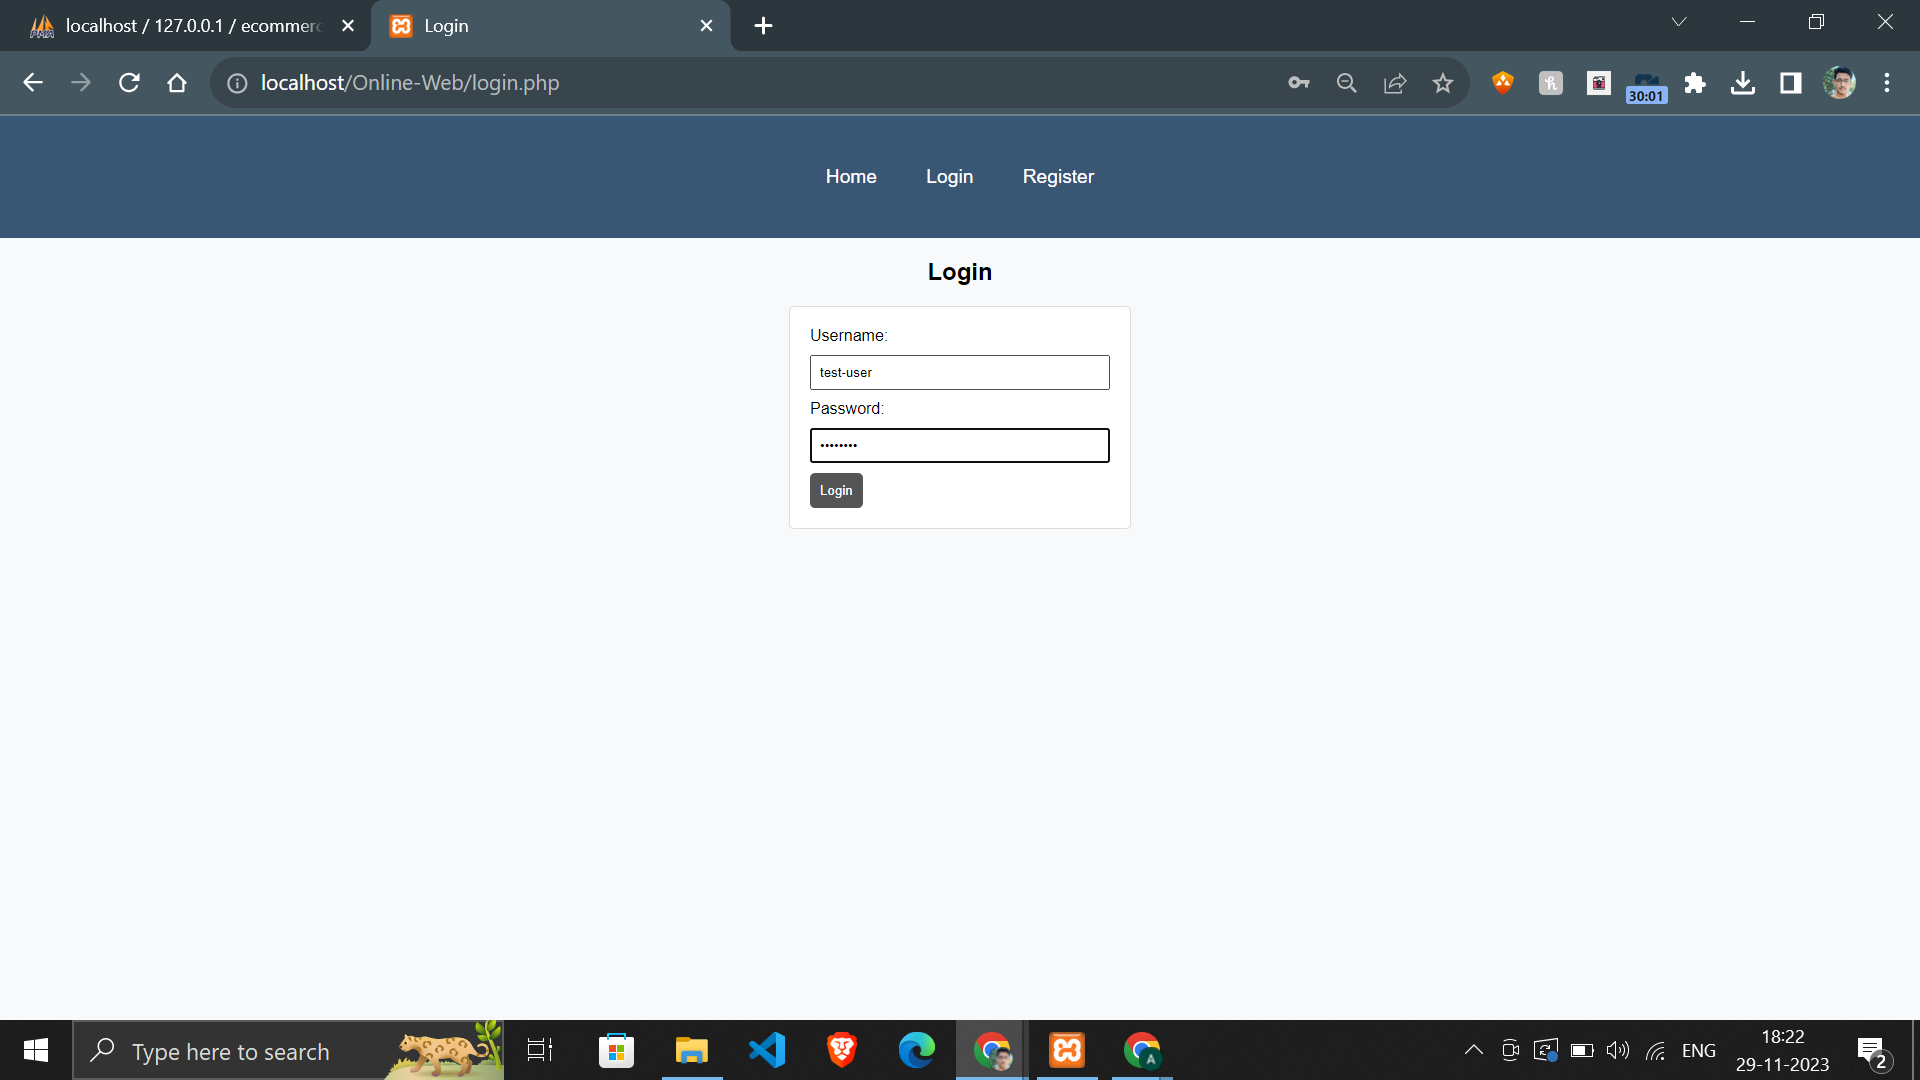 localhost / 127.0.0.1 / ecommerc
Login
localhost/Online-Web/login.php
30:01
Home Login Register
Login
Username:
test-user
Password:
••••••••
Login
Type here to search
A
ENG
18:22
29-11-2023
2